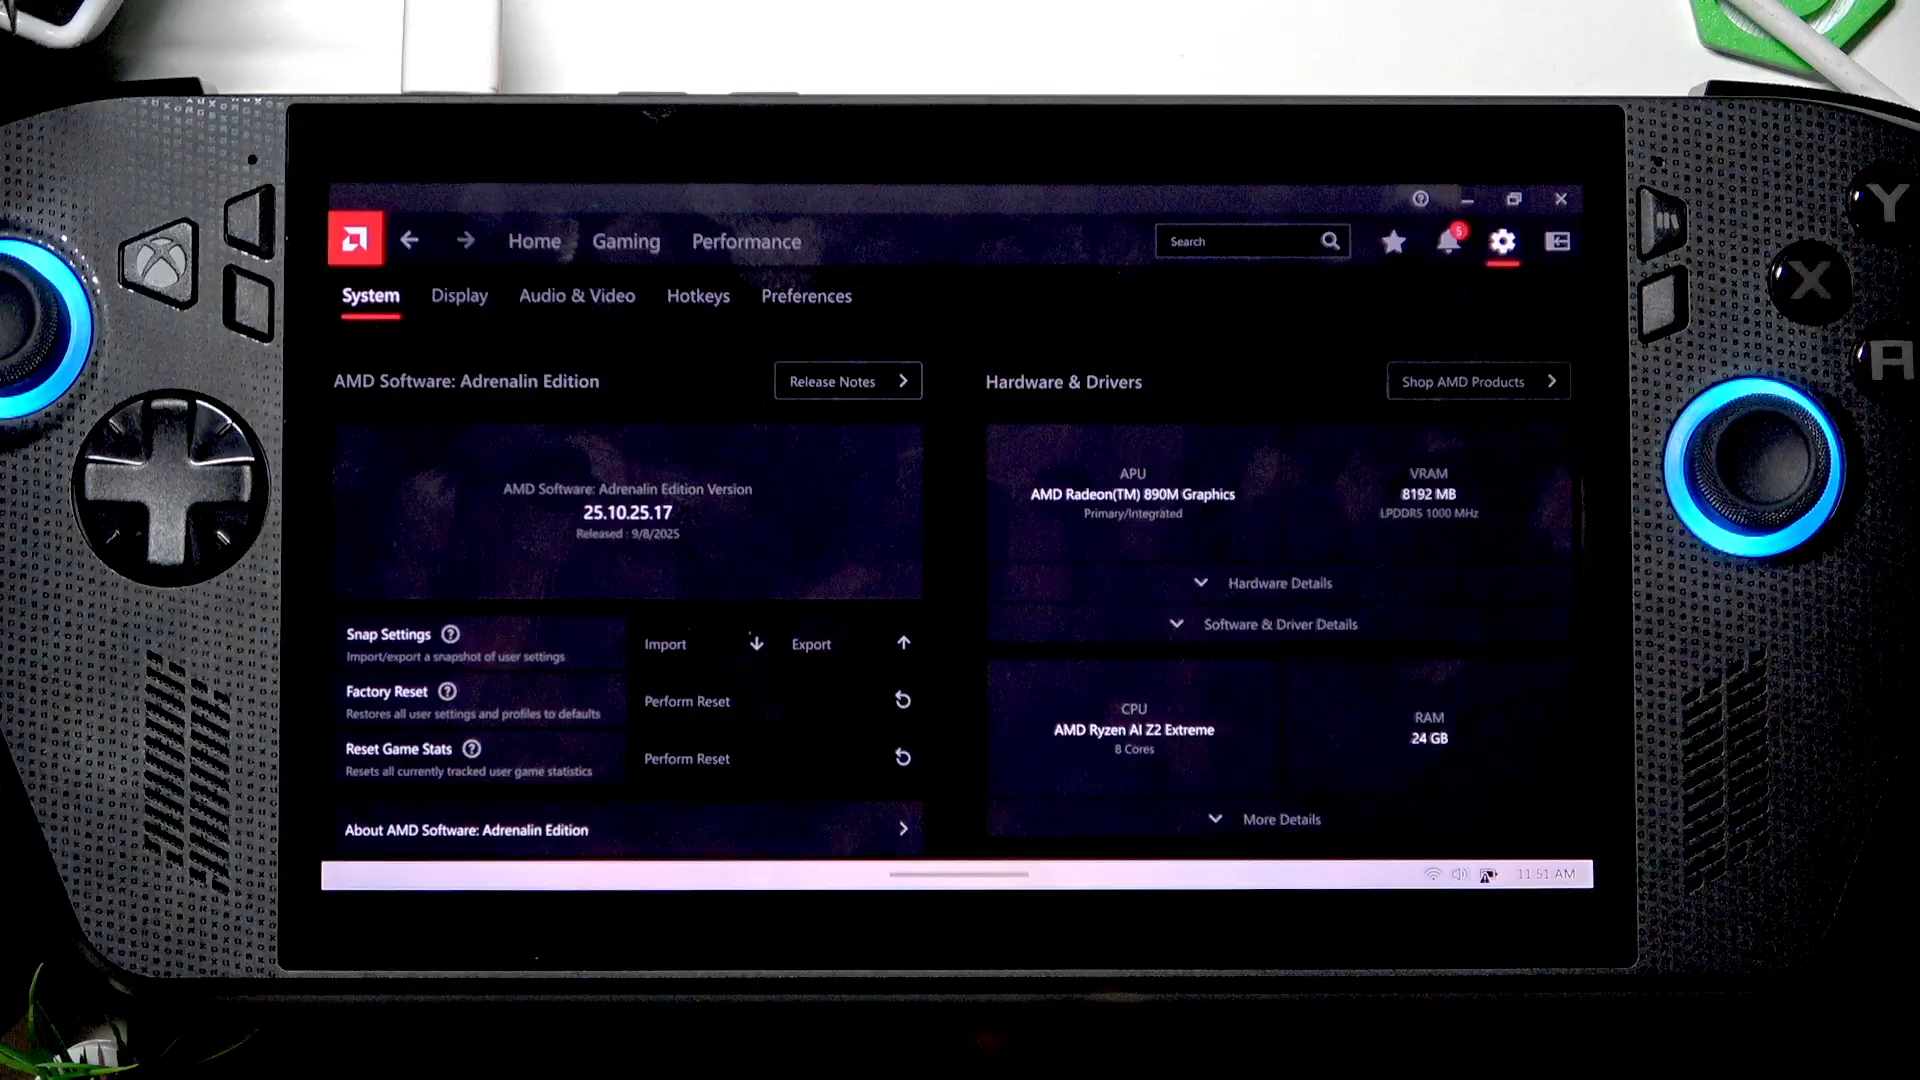 Home Gaming Performance Search 5
System Display Audio & Video Hotkeys Preferences
AMD Software: Adrenalin Edition
Release Notes
AMD Software: Adrenalin Edition Version
25.10.25.17
Released : 9/8/2025
Snap Settings
Import/export a snapshot of user settings
Import
Export
Factory Reset
Restores all user settings and profiles to defaults
Perform Reset
Reset Game Stats
Resets all currently tracked user game statistics
Perform Reset
About AMD Software: Adrenalin Edition
Hardware & Drivers
Shop AMD Products
APU
AMD Radeon(TM) 890M Graphics
Primary/Integrated
VRAM
8192 MB
LPDDR5 1000 MHz
Hardware Details
Software & Driver Details
CPU
AMD Ryzen AI Z2 Extreme
8 Cores
RAM
24 GB
More Details
11:51 AM
Y
X
A